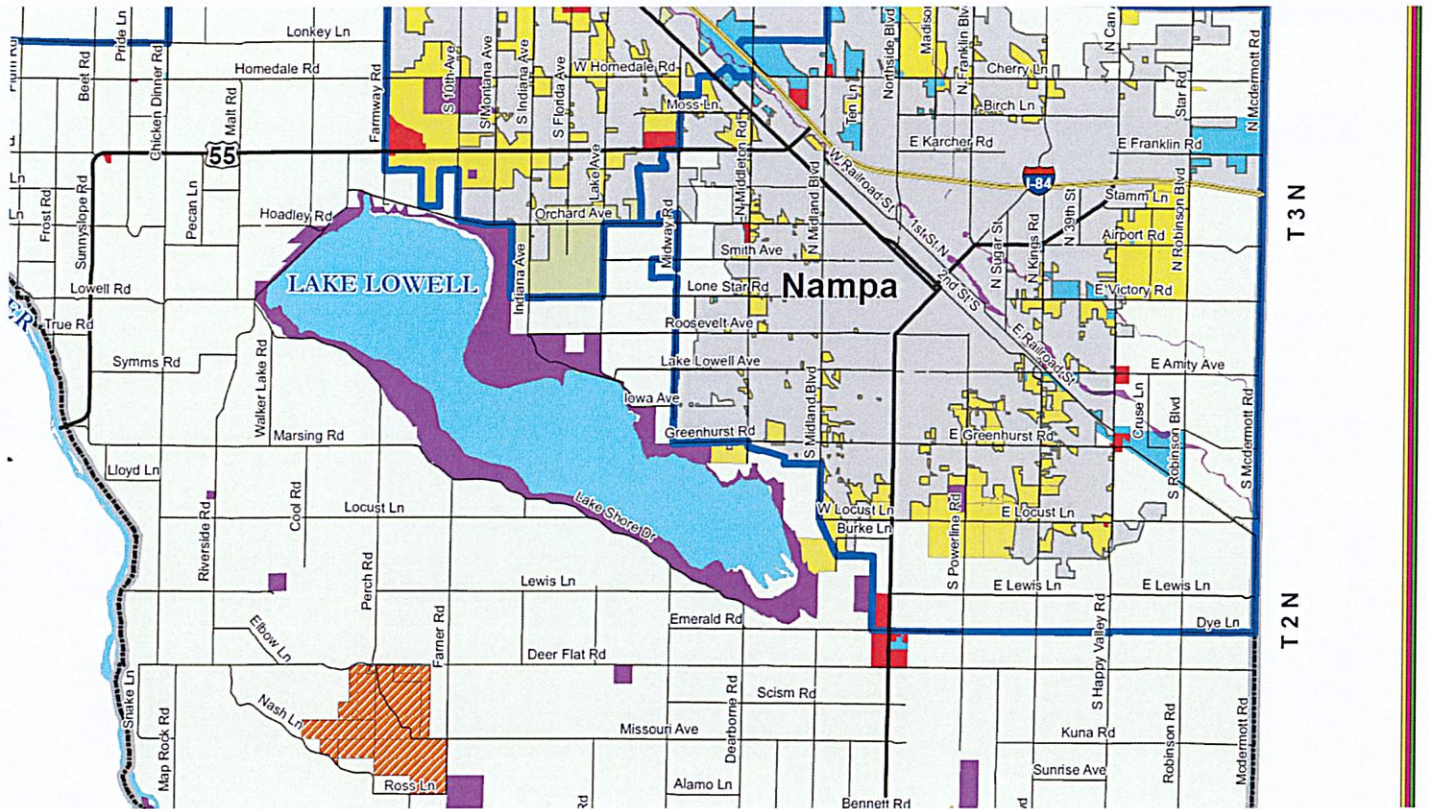 Pride Ln
Lonkey Ln
Beet Rd
Chicken Dinner Rd
Homedale Rd
Malt Rd
Farmway Rd
S 10th Ave
S Montana Ave
S Indiana Ave
S Florida Ave
W Homedale Rd
Moss Ln
Ten Ln
Northside Blvd
Madison
N Franklin Blvd
N Can
Cherry Ln
Birch Ln
Star Rd
N Mcdermott Rd
55
Lake Ave
N Middleton Rd
N Midland Blvd
W Railroad St
E Karcher Rd
E Franklin Rd
I-84
Ln
Frost Rd
Sunnyslope Rd
Pecan Ln
Hoadley Rd
Orchard Ave
Midway Rd
Smith Ave
1st St N
N Sugar St
N Kings Rd
N 39th St
Stamm Ln
Airport Rd
N Robinson Blvd
T3N
Ln
Lowell Rd
LAKE LOWELL
Indiana Ave
Lone Star Rd
Nampa
2nd St S
E Victory Rd
ER
True Rd
Roosevelt Ave
Symms Rd
Walker Lake Rd
Lake Lowell Ave
S Midland Blvd
E Railroad St
E Amity Ave
Iowa Ave
Cruse Ln
S Robinson Blvd
S Mcdermott Rd
Marsing Rd
Greenhurst Rd
E Greenhurst Rd
Lloyd Ln
Riverside Rd
Cool Rd
Locust Ln
Lake Shore Dr
W Locust Ln
Burke Ln
S Powerline Rd
E Locust Ln
Perch Rd
Lewis Ln
E Lewis Ln
E Lewis Ln
S Happy Valley Rd
Elbow Ln
Farner Rd
Emerald Rd
Dye Ln
T2N
Deer Flat Rd
Snake Ln
Map Rock Rd
Nash Ln
Scism Rd
Dearborne Rd
Missouri Ave
Kuna Rd
Robinson Rd
Mcdermott Rd
Ross Ln
Alamo Ln
Sunrise Ave
Rd
Bennett Rd
rd